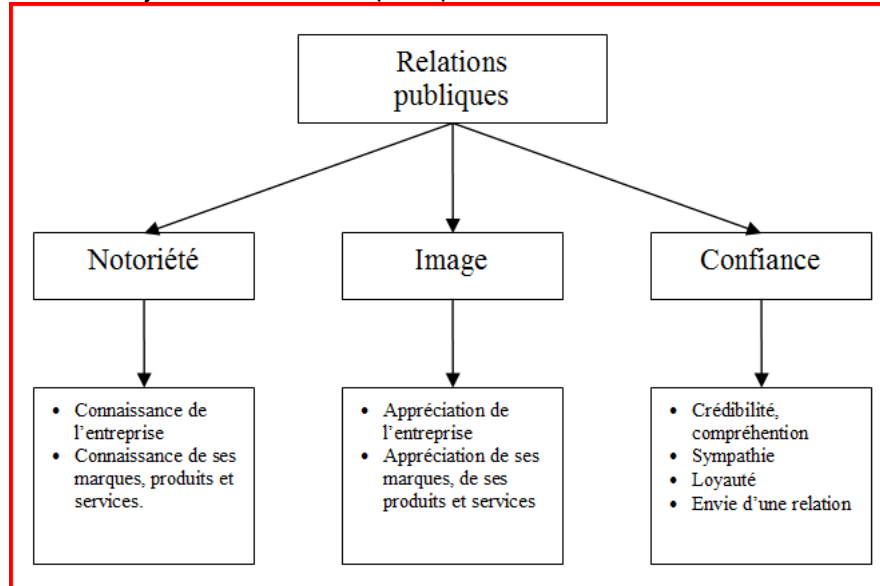 Relations
publiques
Notoriété
Image
Confiance
• Connaissance de
l’entreprise
• Connaissance de ses
marques, produits et
services.
• Appréciation de
l’entreprise
• Appréciation de ses
marques, de ses
produits et services
• Crédibilité,
compréhention
• Sympathie
• Loyauté
• Envie d’une relation